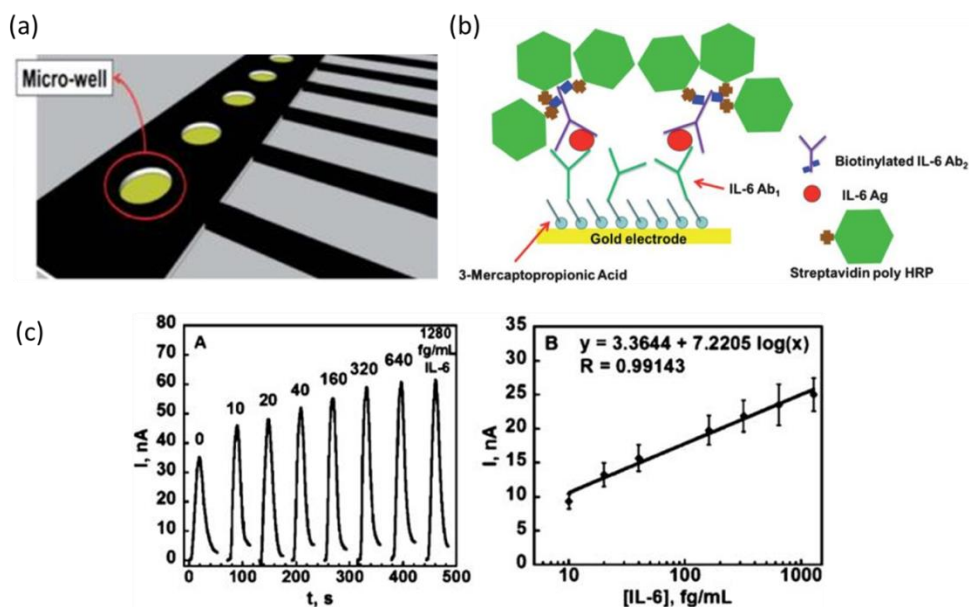 (a)
Micro-well
(b)
Biotinylated IL-6 Ab₂
IL-6 Ab₁
IL-6 Ag
Gold electrode
3-Mercaptopropionic Acid
Streptavidin poly HRP
(c)
A
I, nA
80
70
60
50
40
30
20
10
0
0
10
20
40
160
320
640
1280
fg/mL
IL-6
0 100 200 300 400 500
t, s
B
y = 3.3644 + 7.2205 log(x)
R = 0.99143
I, nA
35
30
25
20
15
10
5
0
10 100 1000
[IL-6], fg/mL